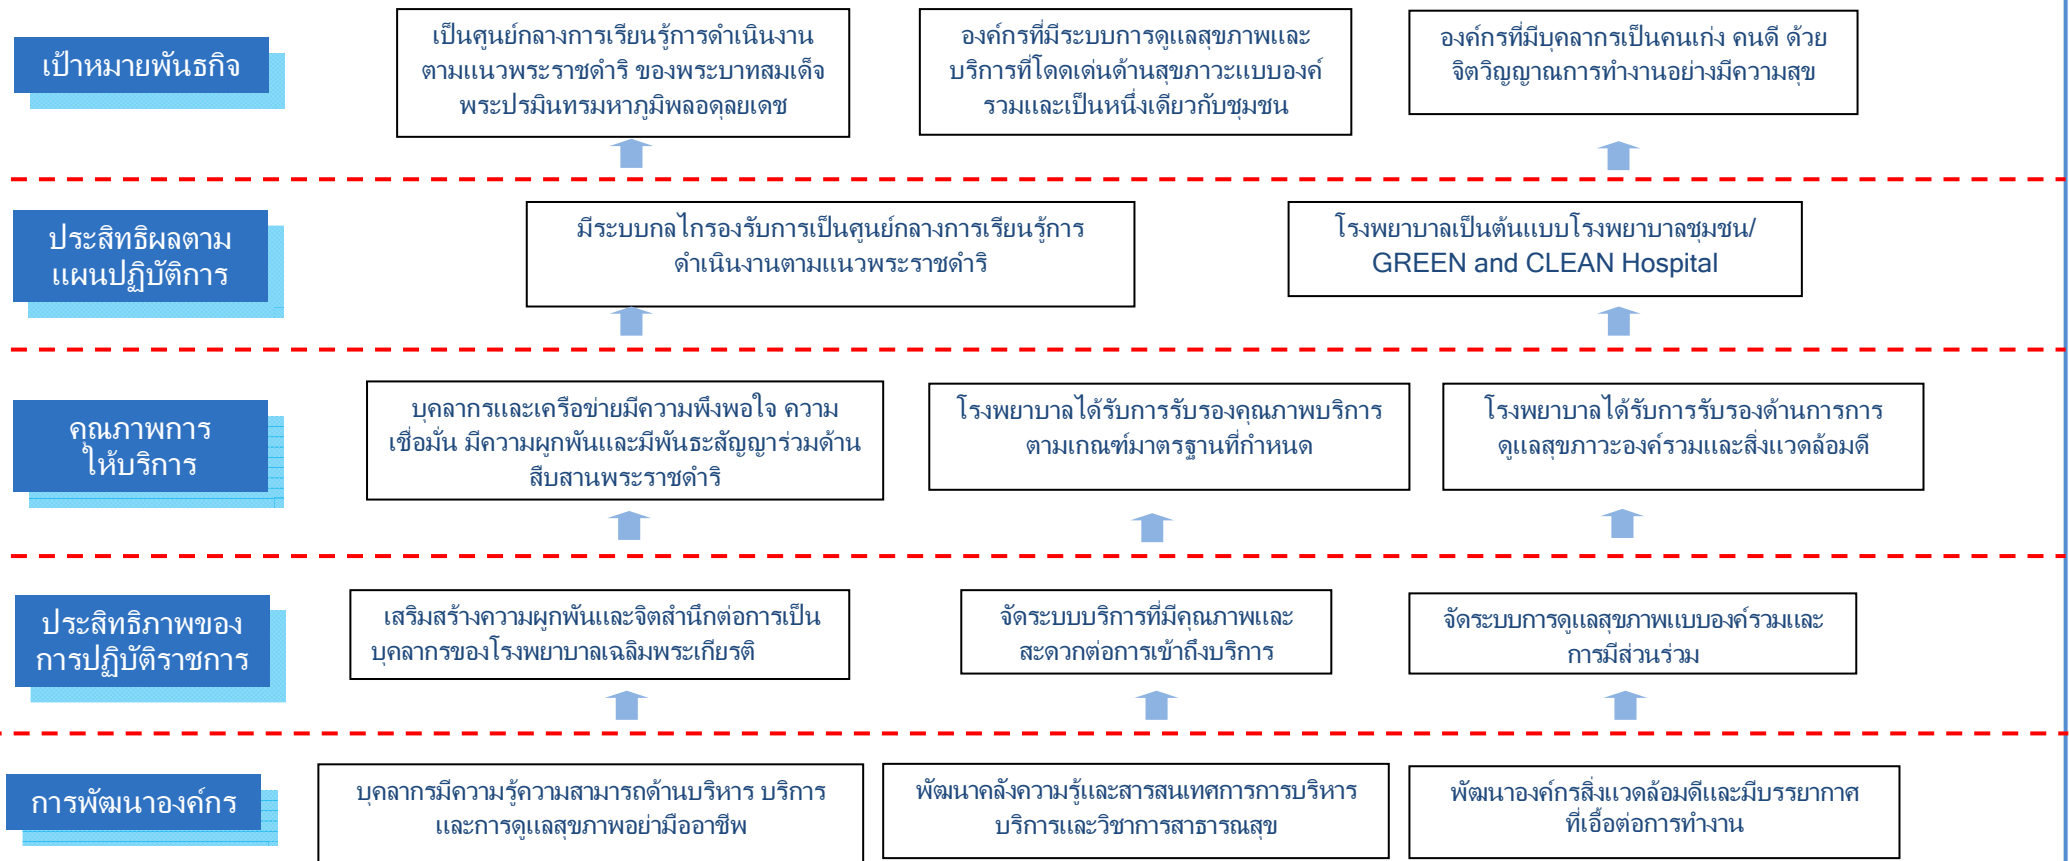 เป้าหมายพันธกิจ
เป็นศูนย์กลางการเรียนรู้การดำเนินงาน
ตามแนวพระราชดำริ ของพระบาทสมเด็จ
พระปรมินทรมหาภูมิพลอดุลยเดช
องค์กรที่มีระบบการดูแลสุขภาพและ
บริการที่โดดเด่นด้านสุขภาวะแบบองค์
รวมและเป็นหนึ่งเดียวกับชุมชน
องค์กรที่มีบุคลากรเป็นคนเก่ง คนดี ด้วย
จิตวิญญาณการทำงานอย่างมีความสุข
ประสิทธิผลตาม
แผนปฏิบัติการ
มีระบบกลไกรองรับการเป็นศูนย์กลางการเรียนรู้การ
ดำเนินงานตามแนวพระราชดำริ
โรงพยาบาลเป็นต้นแบบโรงพยาบาลชุมชน/
GREEN and CLEAN Hospital
คุณภาพการ
ให้บริการ
บุคลากรและเครือข่ายมีความพึงพอใจ ความ
เชื่อมั่น มีความผูกพันและมีพันธะสัญญาร่วมด้าน
สืบสานพระราชดำริ
โรงพยาบาลได้รับการรับรองคุณภาพบริการ
ตามเกณฑ์มาตรฐานที่กำหนด
โรงพยาบาลได้รับการรับรองด้านการการ
ดูแลสุขภาวะองค์รวมและสิ่งแวดล้อมดี
ประสิทธิภาพของ
การปฏิบัติราชการ
เสริมสร้างความผูกพันและจิตสำนึกต่อการเป็น
บุคลากรของโรงพยาบาลเฉลิมพระเกียรติ
จัดระบบบริการที่มีคุณภาพและ
สะดวกต่อการเข้าถึงบริการ
จัดระบบการดูแลสุขภาพแบบองค์รวมและ
การมีส่วนร่วม
การพัฒนาองค์กร
บุคลากรมีความรู้ความสามารถด้านบริหาร บริการ
และการดูแลสุขภาพอย่ามืออาชีพ
พัฒนาคลังความรู้และสารสนเทศการการบริหาร
บริการและวิชาการสาธารณสุข
พัฒนาองค์กรสิ่งแวดล้อมดีและมีบรรยากาศ
ที่เอื้อต่อการทำงาน